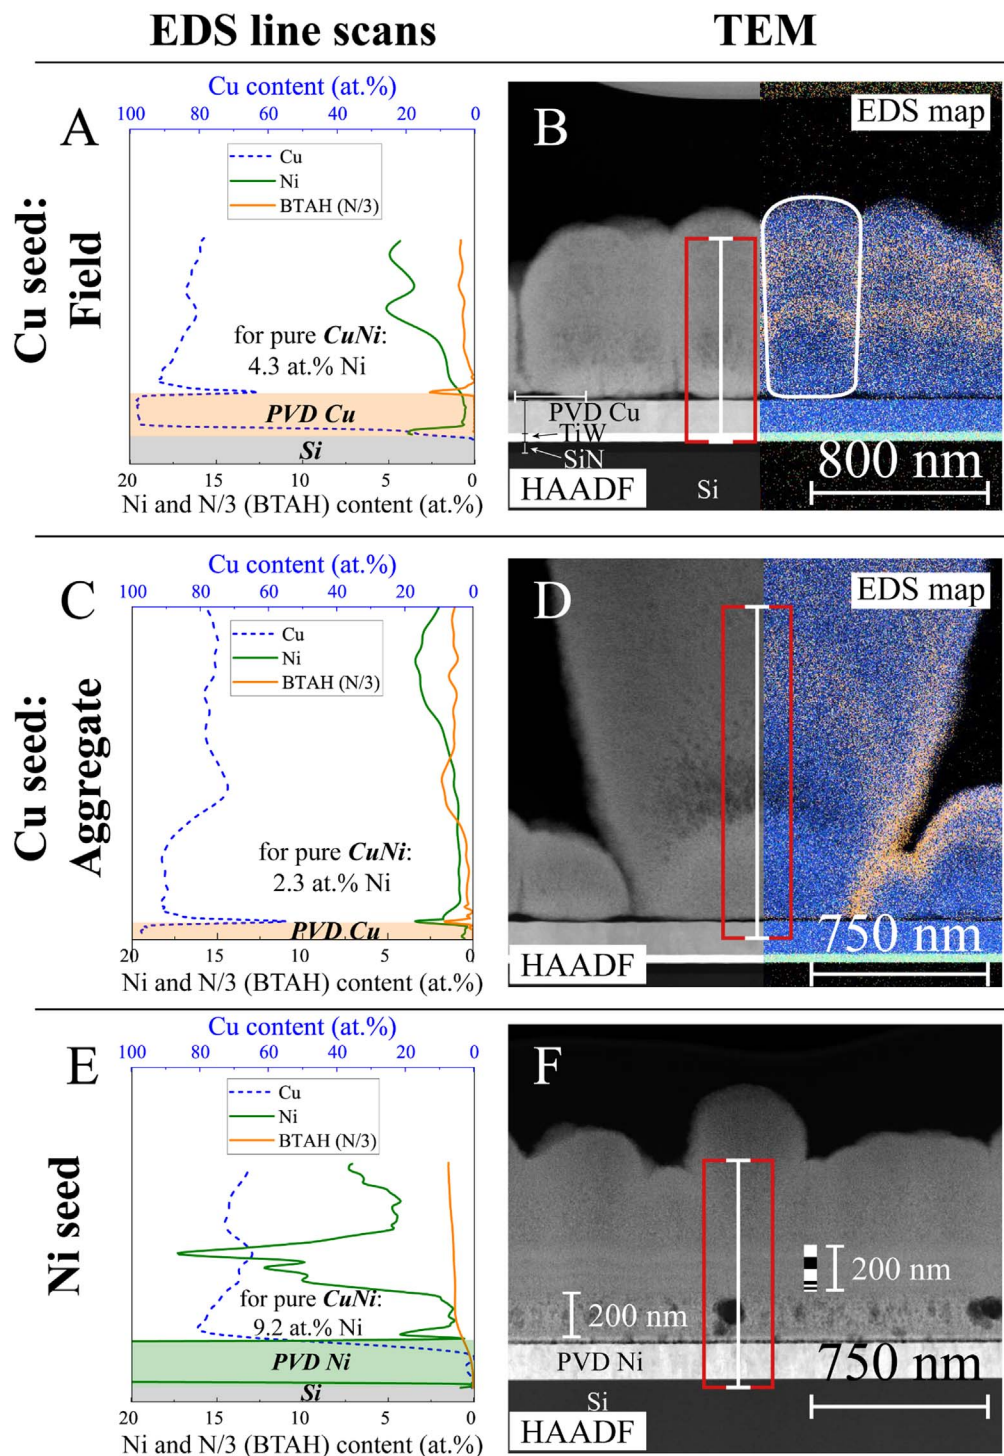 EDS line scans
TEM
Cu seed:
Field
A
Cu content (at.%)
100 80 60 40 20 0
Cu
Ni
BTAH (N/3)
for pure CuNi:
4.3 at.% Ni
PVD Cu
Si
20 15 10 5 0
Ni and N/3 (BTAH) content (at.%)
B
EDS map
PVD Cu
TiW
SiN
HAADF
Si
800 nm
Cu seed:
Aggregate
C
Cu content (at.%)
100 80 60 40 20 0
Cu
Ni
BTAH (N/3)
for pure CuNi:
2.3 at.% Ni
PVD Cu
20 15 10 5 0
Ni and N/3 (BTAH) content (at.%)
D
EDS map
HAADF
750 nm
Ni seed
E
Cu content (at.%)
100 80 60 40 20 0
Cu
Ni
BTAH (N/3)
for pure CuNi:
9.2 at.% Ni
PVD Ni
Si
20 15 10 5 0
Ni and N/3 (BTAH) content (at.%)
F
200 nm
200 nm
PVD Ni
Si
HAADF
750 nm